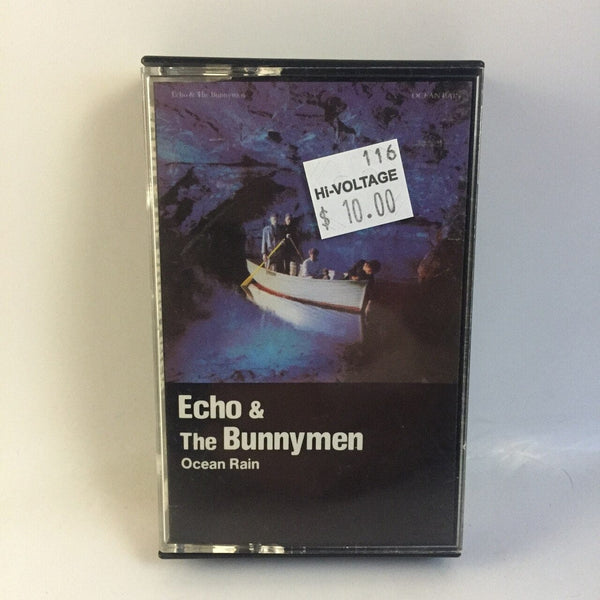 Echo & The Bunnymen
OCEAN RAIN
116
Hi-VOLTAGE
$ 10.00
Echo &
The Bunnymen
Ocean Rain